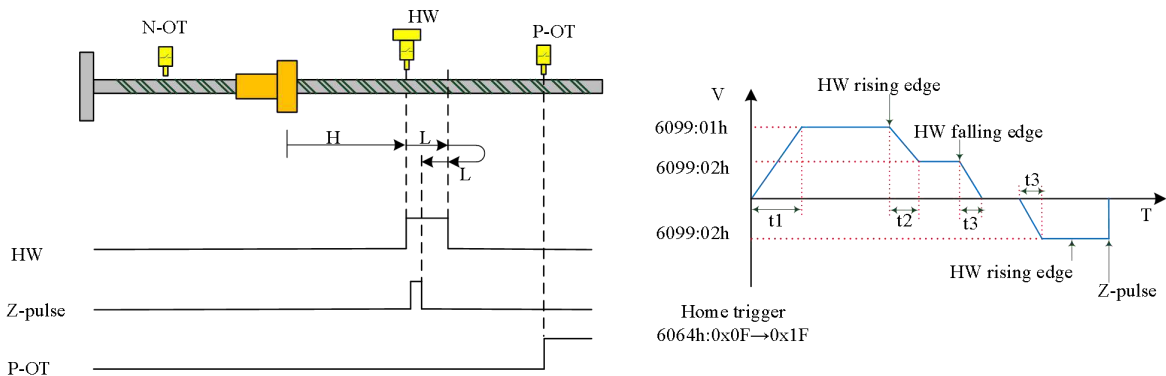 N-OT
HW
P-OT
H
L
L
HW
Z-pulse
P-OT
V
HW rising edge
6099:01h
HW falling edge
6099:02h
t3
T
t1
t2
t3
6099:02h
HW rising edge
Z-pulse
Home trigger
6064h:0x0F→0x1F